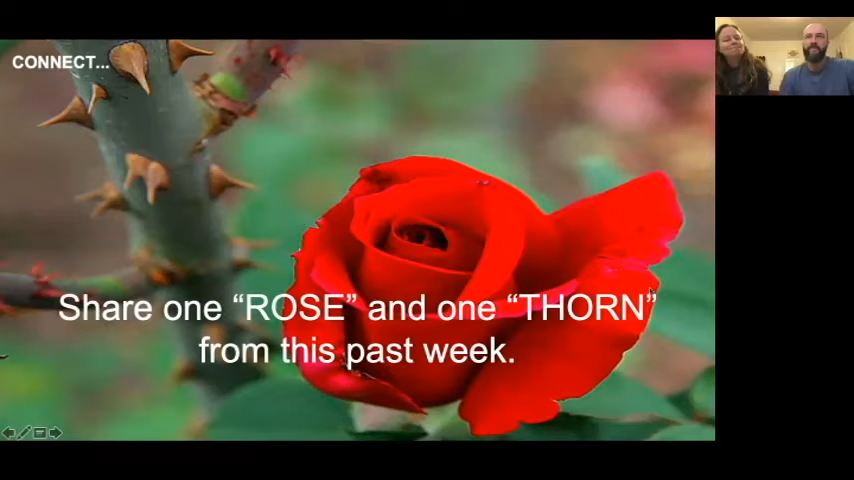 CONNECT...
Share one “ROSE” and one “THORN”
from this past week.